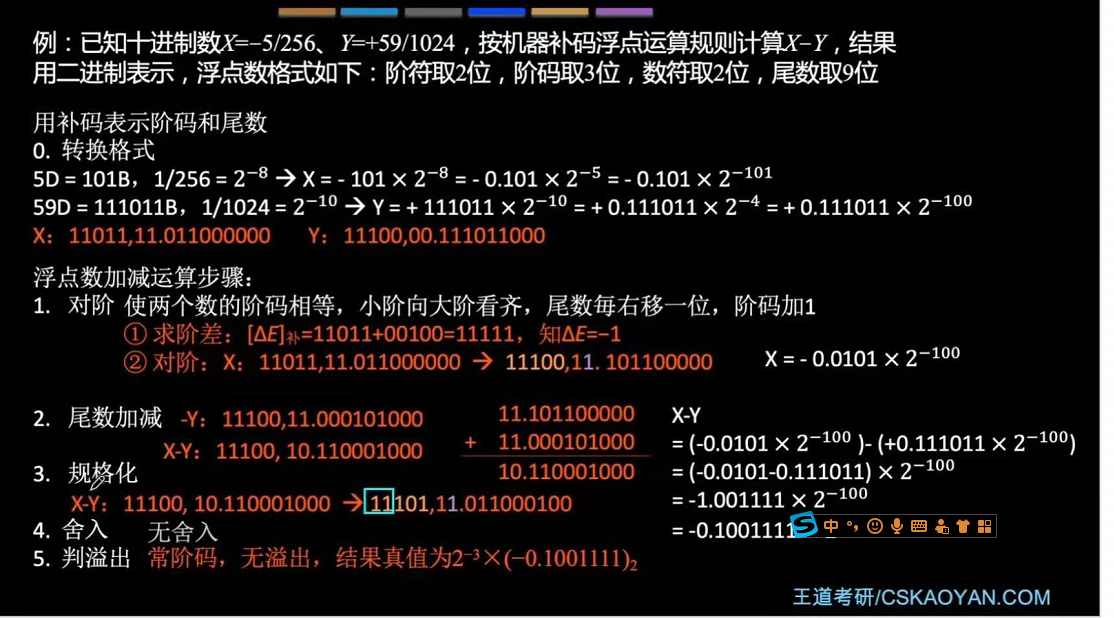 例：已知十进制数X=−5/256、Y=+59/1024，按机器补码浮点运算规则计算X−Y，结果
用二进制表示，浮点数格式如下：阶符取2位，阶码取3位，数符取2位，尾数取9位
用补码表示阶码和尾数
0. 转换格式
5D = 101B，1/256 = 2⁻⁸ → X = - 101 × 2⁻⁸ = - 0.101 × 2⁻⁵ = - 0.101 × 2⁻¹⁰¹
59D = 111011B，1/1024 = 2⁻¹⁰ → Y = + 111011 × 2⁻¹⁰ = + 0.111011 × 2⁻⁴ = + 0.111011 × 2⁻¹⁰⁰
X：11011,11.011000000 Y：11100,00.111011000
浮点数加减运算步骤：
1. 对阶 使两个数的阶码相等，小阶向大阶看齐，尾数每右移一位，阶码加1
① 求阶差：[ΔE]补=11011+00100=11111，知ΔE=−1
② 对阶：X：11011,11.011000000 → 11100,11. 101100000 X = - 0.0101 × 2⁻¹⁰⁰
2. 尾数加减 -Y：11100,11.000101000
X-Y：11100, 10.110001000
11.101100000
+ 11.000101000
10.110001000
3. 规格化
X-Y：11100, 10.110001000 → 11101,11.011000100
4. 舍入 无舍入
5. 判溢出 常阶码，无溢出，结果真值为2⁻³×(−0.1001111)₂
X-Y
= (-0.0101 × 2⁻¹⁰⁰ )- (+0.111011 × 2⁻¹⁰⁰)
= (-0.0101-0.111011) × 2⁻¹⁰⁰
= -1.001111 × 2⁻¹⁰⁰
= -0.1001111
中
王道考研/CSKAOYAN.COM